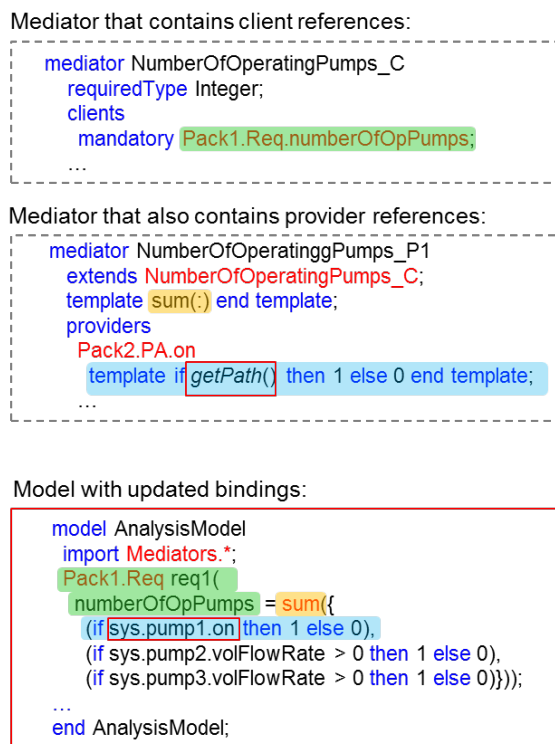 Mediator that contains client references:
mediator NumberOfOperatingPumps_C
requiredType Integer;
clients
mandatory Pack1.Req.numberOfOpPumps;
...
Mediator that also contains provider references:
mediator NumberOfOperatinggPumps_P1
extends NumberOfOperatingPumps_C;
template sum(:) end template;
providers
Pack2.PA.on
template if getPath() then 1 else 0 end template;
...
Model with updated bindings:
model AnalysisModel
import Mediators.*;
Pack1.Req req1(
numberOfOpPumps = sum({
(if sys.pump1.on then 1 else 0),
(if sys.pump2.volFlowRate > 0 then 1 else 0),
(if sys.pump3.volFlowRate > 0 then 1 else 0)}));
...
end AnalysisModel;